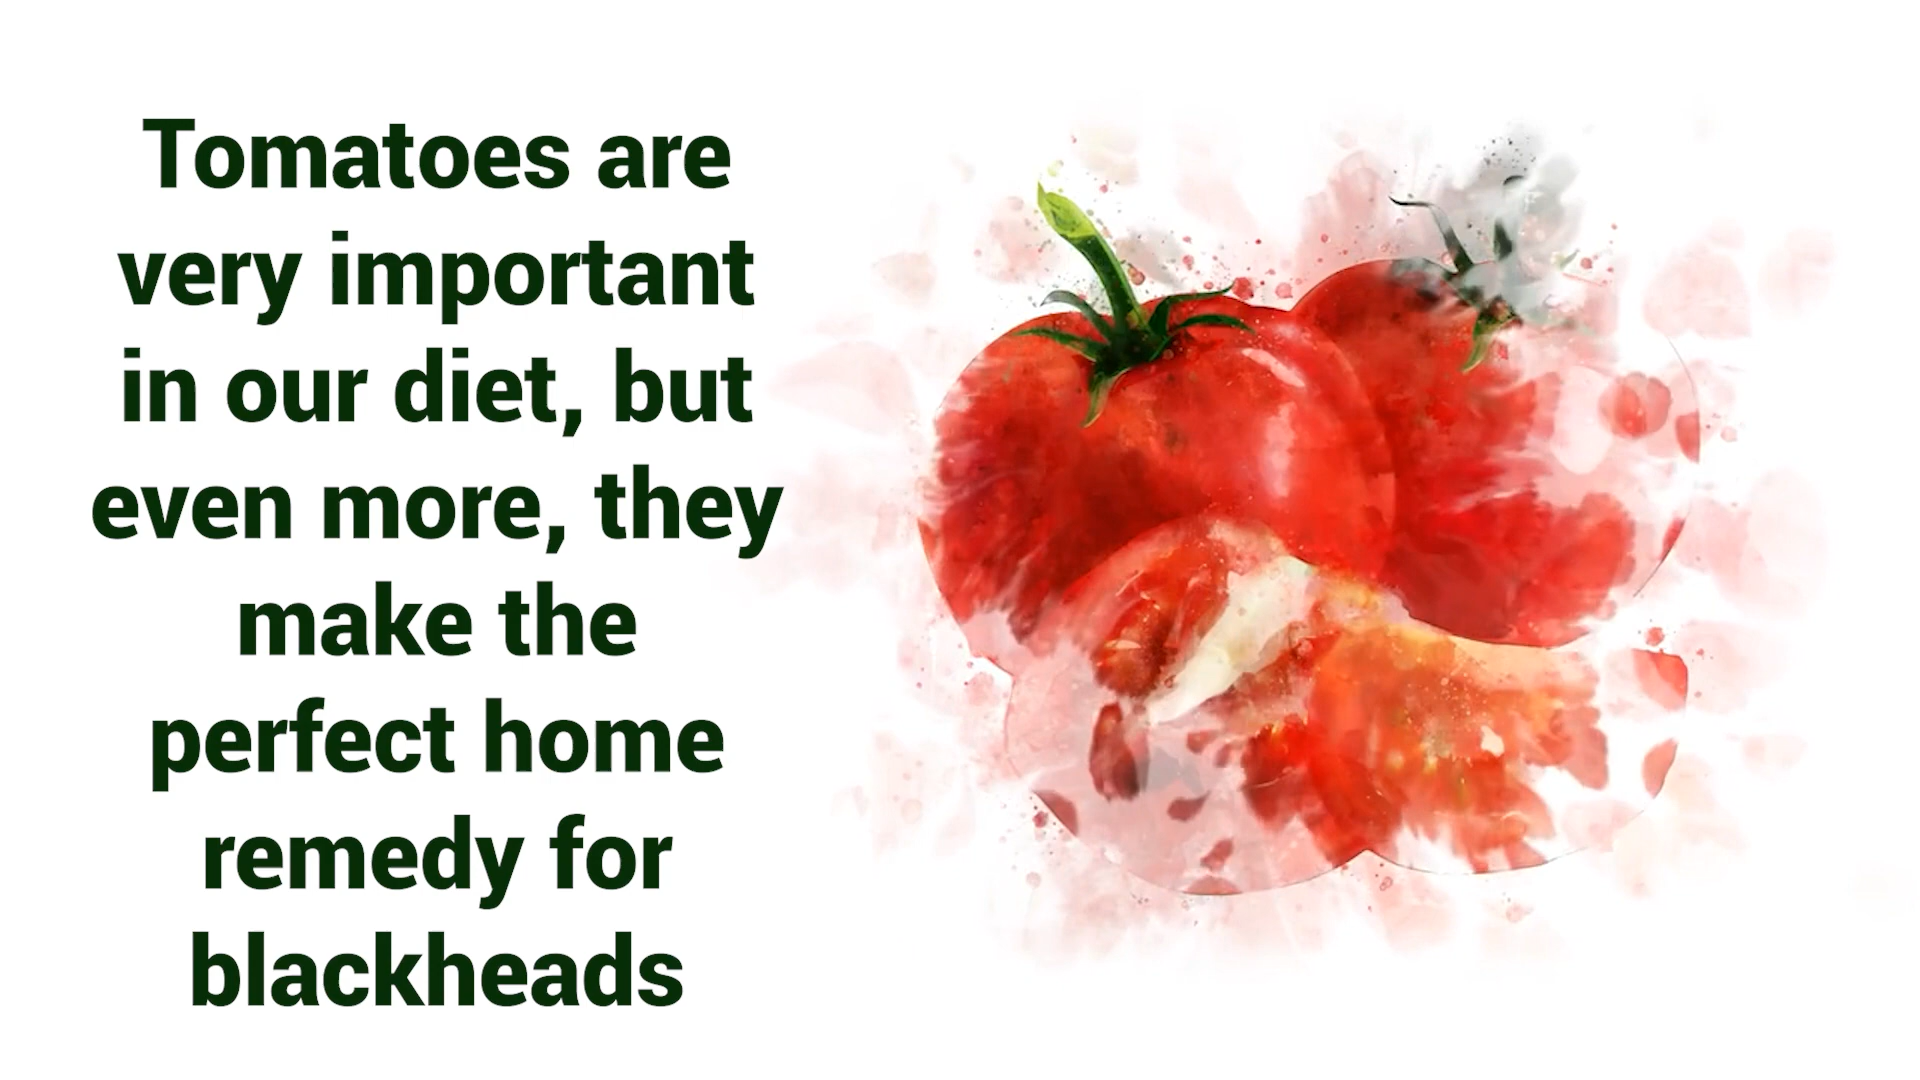 Tomatoes are
very important
in our diet, but
even more, they
make the
perfect home
remedy for
blackheads